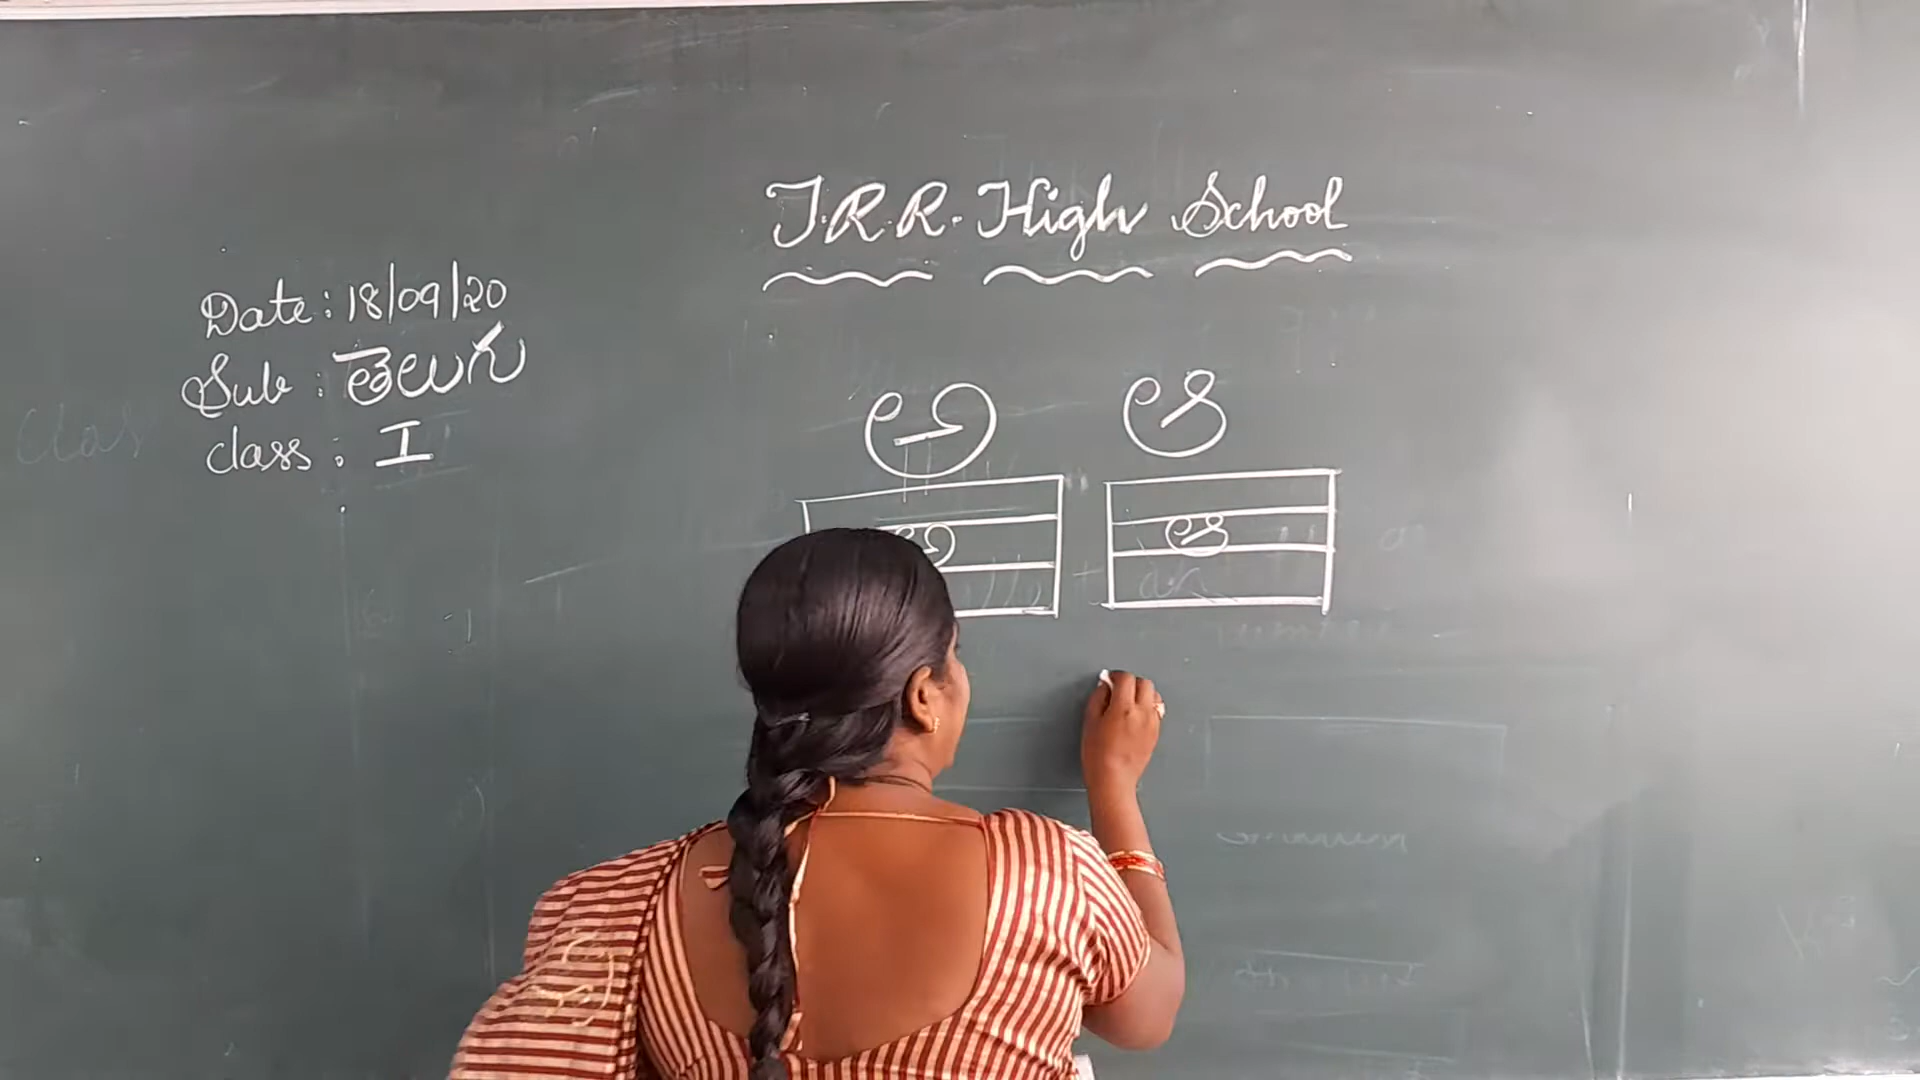 T.R.R. High School
Date: 18/09/20
Sub: తెలుగు
class: I
అ ఆ
అ ఆ